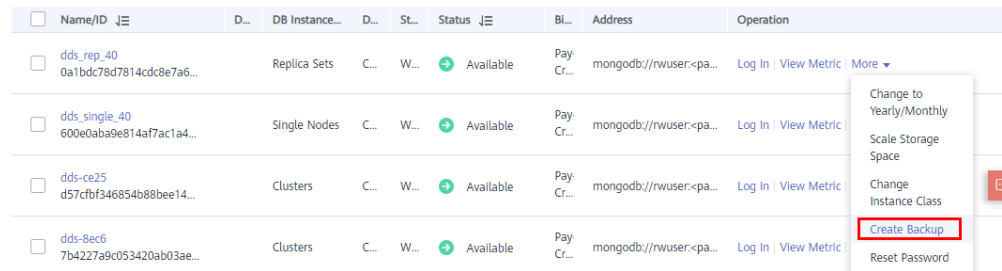 Name/ID D... DB Instance... D... St... Status Bi... Address Operation
dds_rep_40
0a1bdc78d7814cdc8e7a6...
Replica Sets C... W... Available
Pay-
Cr...
mongodb://rwuser:<pa... Log In View Metric More
dds_single_40
600e0aba9e814af7ac1a4...
Single Nodes C... W... Available
Pay-
Cr...
mongodb://rwuser:<pa... Log In View Metric
dds-ce25
d57cfbf346854b88bee14...
Clusters C... W... Available
Pay-
Cr...
mongodb://rwuser:<pa... Log In View Metric
dds-8ec6
7b4227a9c053420ab03ae...
Clusters C... W... Available
Pay-
Cr...
mongodb://rwuser:<pa... Log In View Metric
Change to
Yearly/Monthly
Scale Storage
Space
Change
Instance Class
Create Backup
Reset Password